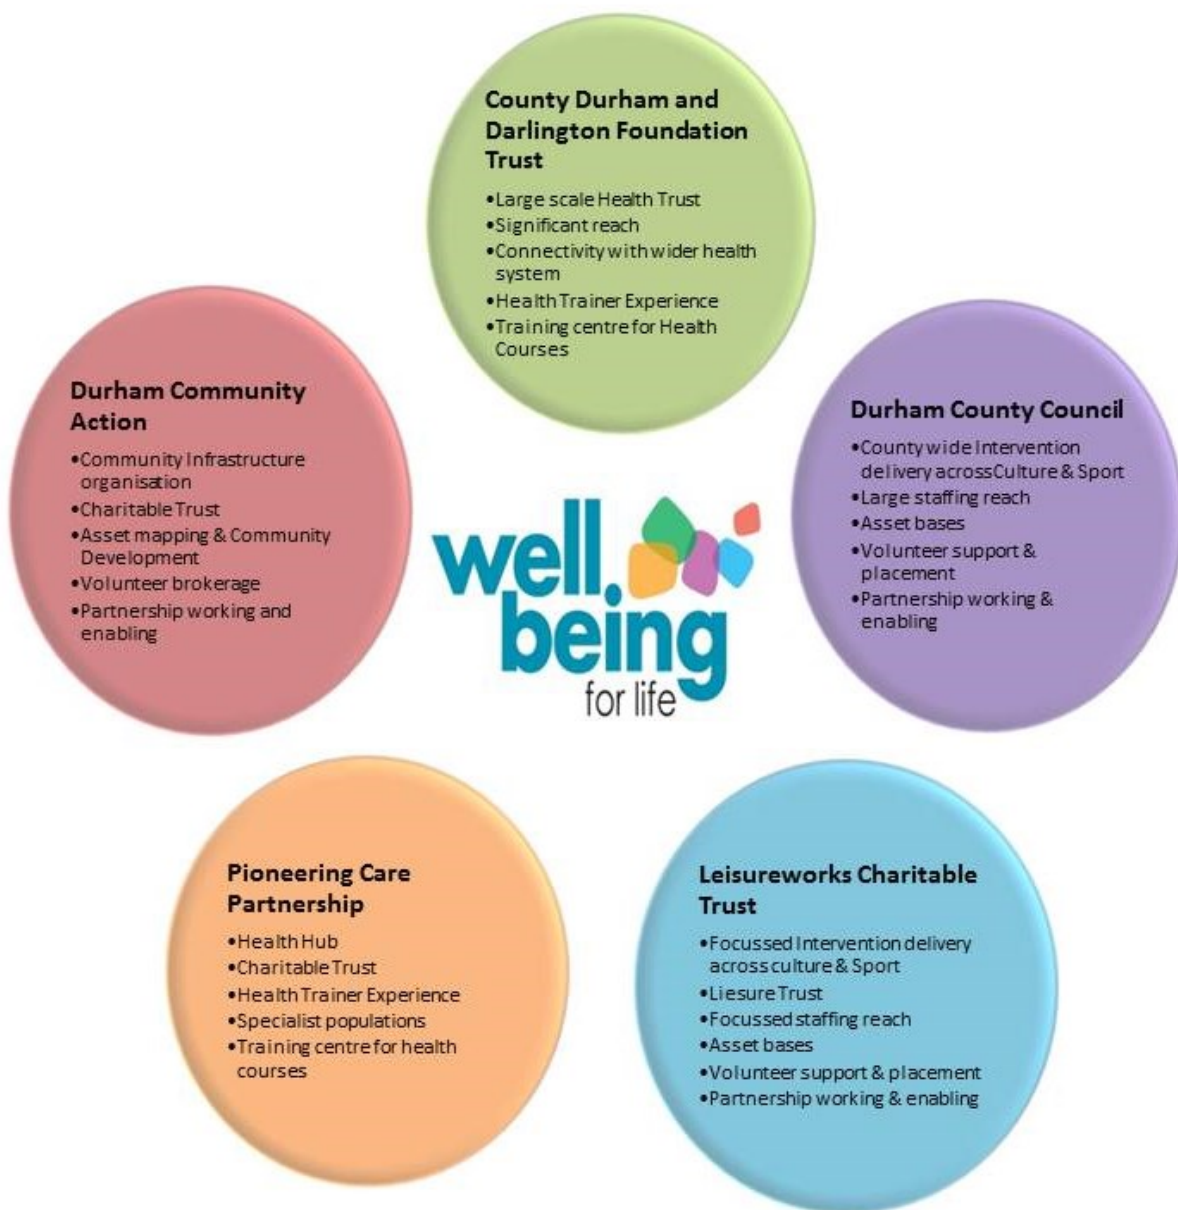 County Durham and
Darlington Foundation
Trust
•Large scale Health Trust
•Significant reach
•Connectivity with wider health
system
•Health Trainer Experience
•Training centre for Health
Courses
Durham Community
Action
•Community Infrastructure
organisation
•Charitable Trust
•Asset mapping & Community
Development
•Volunteer brokerage
•Partnership working and
enabling
Durham County Council
•County wide Intervention
delivery across Culture & Sport
•Large staffing reach
•Asset bases
•Volunteer support &
placement
•Partnership working &
enabling
well.
being
for life
Pioneering Care
Partnership
•Health Hub
•Charitable Trust
•Health Trainer Experience
•Specialist populations
•Training centre for health
courses
Leisureworks Charitable
Trust
•Focussed Intervention delivery
across culture & Sport
•Liesure Trust
•Focussed staffing reach
•Asset bases
•Volunteer support & placement
•Partnership working & enabling